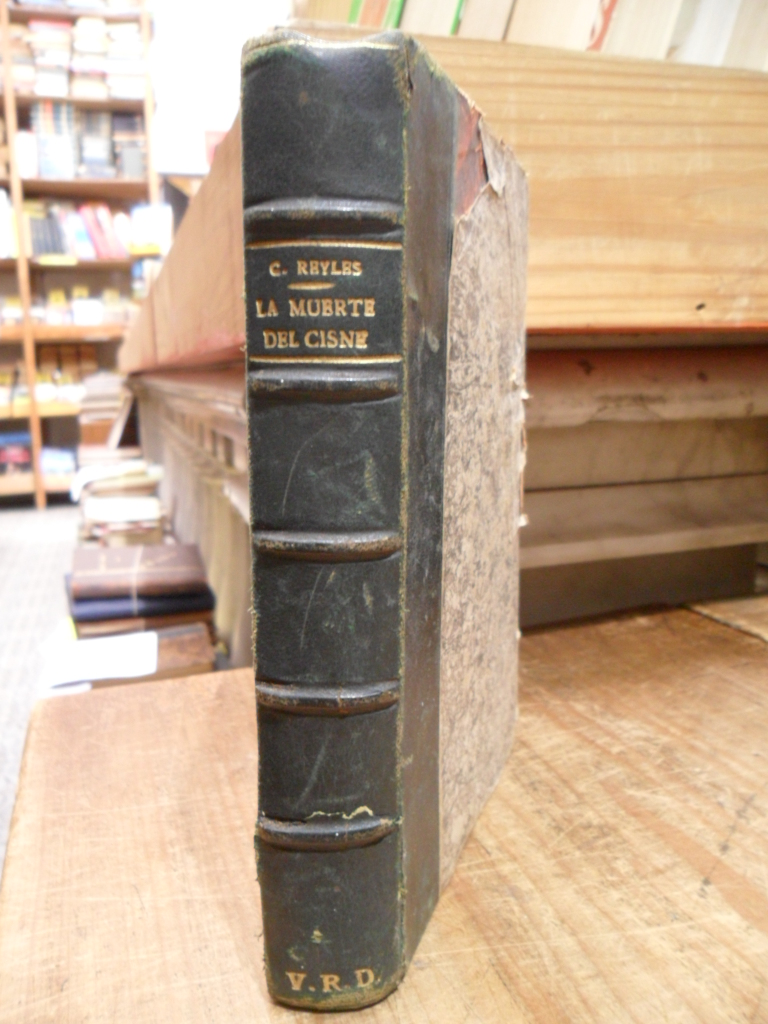 C. REYLES
LA MUERTE
DEL CISNE
V. R. D.